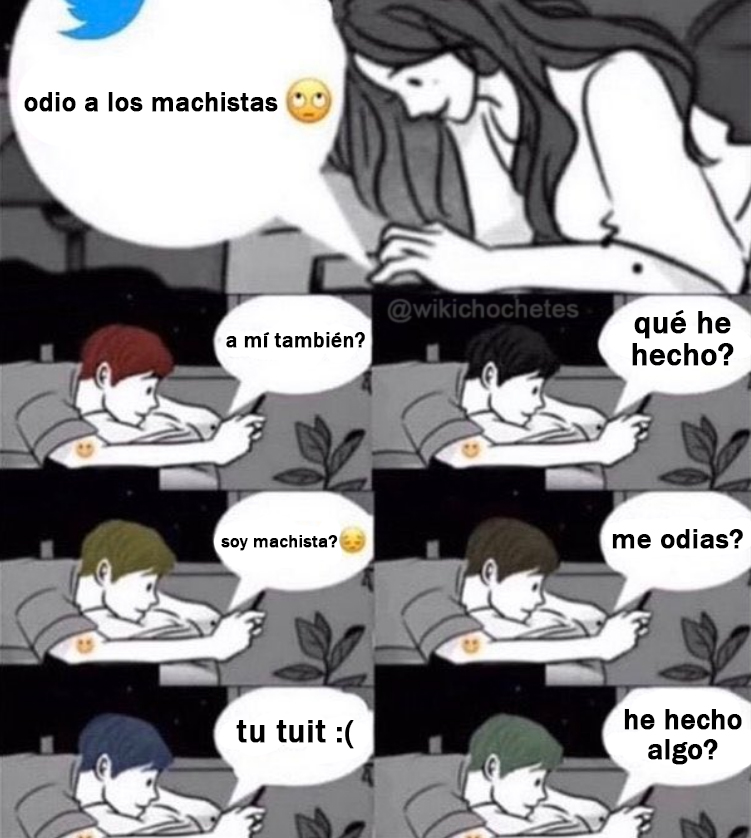 odio a los machistas 🙄
@wikichochetes
a mí también?
qué he
hecho?
soy machista?😔
me odias?
tu tuit :(
he hecho
algo?